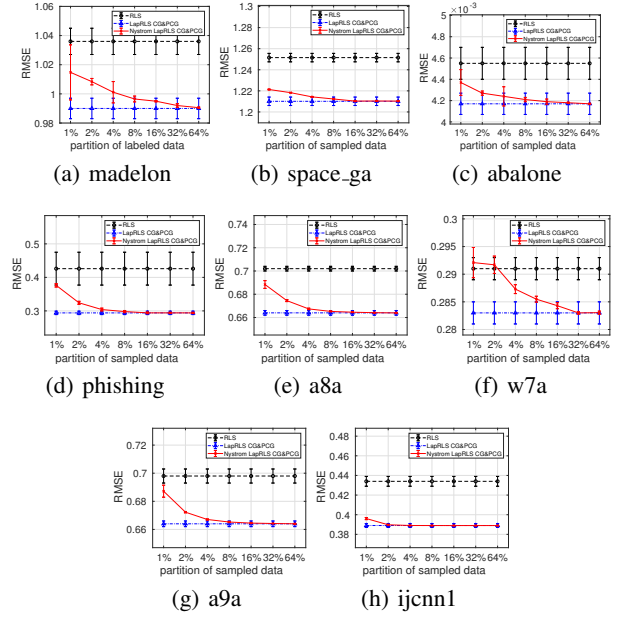 1.06
1.04
1.02
1
0.98
RMSE
RLS
LapRLS CG&PCG
Nystrom LapRLS CG&PCG
1% 2% 4% 8% 16% 32% 64%
partition of labeled data
(a) madelon
1.3
1.28
1.26
1.24
1.22
1.2
RMSE
RLS
LapRLS CG&PCG
Nystrom LapRLS CG&PCG
1% 2% 4% 8% 16% 32% 64%
partition of sampled data
(b) space_ga
×10-3
5
4.8
4.6
4.4
4.2
4
RMSE
RLS
LapRLS CG&PCG
Nystrom LapRLS CG&PCG
1% 2% 4% 8% 16% 32% 64%
partition of sampled data
(c) abalone
0.5
0.4
0.3
RMSE
RLS
LapRLS CG&PCG
Nystrom LapRLS CG&PCG
1% 2% 4% 8% 16% 32% 64%
partition of sampled data
(d) phishing
0.74
0.72
0.7
0.68
0.66
RMSE
RLS
LapRLS CG&PCG
Nystrom LapRLS CG&PCG
1% 2% 4% 8% 16% 32% 64%
partition of sampled data
(e) a8a
0.3
0.295
0.29
0.285
0.28
RMSE
RLS
LapRLS CG&PCG
Nystrom LapRLS CG&PCG
1% 2% 4% 8% 16% 32% 64%
partition of sampled data
(f) w7a
0.72
0.7
0.68
0.66
RMSE
RLS
LapRLS CG&PCG
Nystrom LapRLS CG&PCG
1% 2% 4% 8% 16% 32% 64%
partition of sampled data
(g) a9a
0.48
0.46
0.44
0.42
0.4
0.38
RMSE
RLS
LapRLS CG&PCG
Nystrom LapRLS CG&PCG
1% 2% 4% 8% 16% 32% 64%
partition of sampled data
(h) ijcnn1